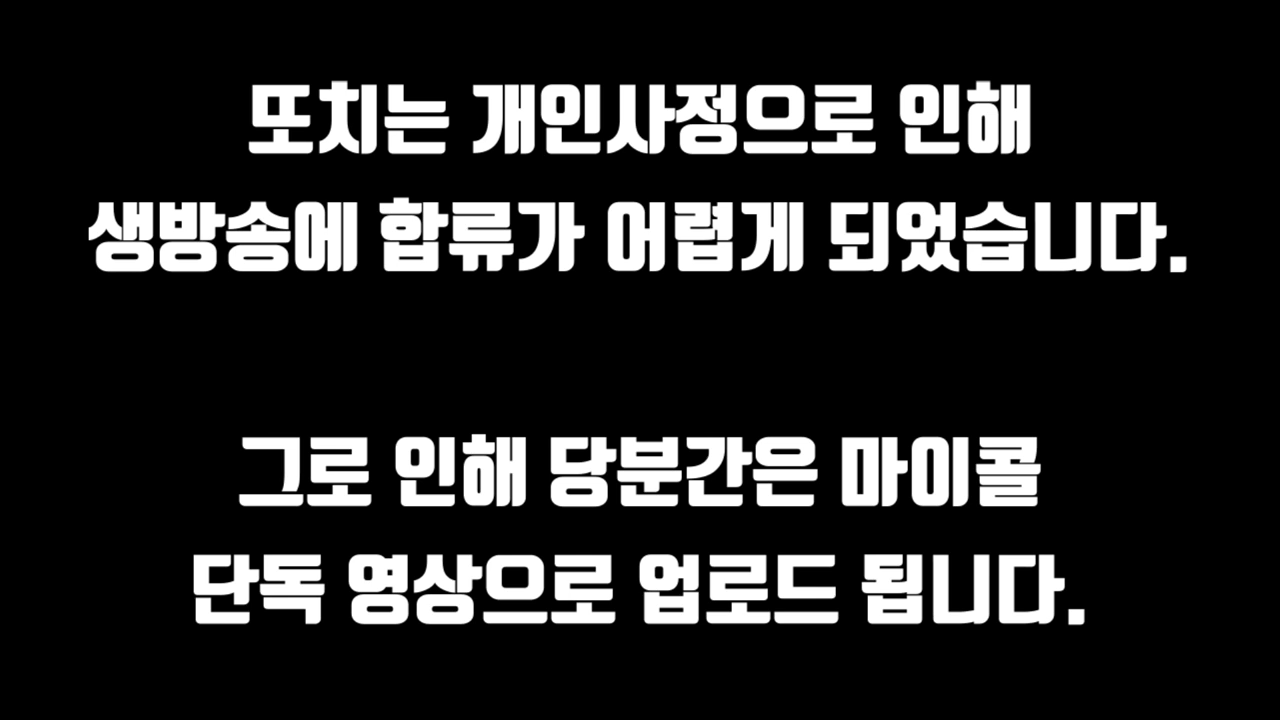 또치는 개인사정으로 인해
생방송에 합류가 어렵게 되었습니다.
그로 인해 당분간은 마이콜
단독 영상으로 업로드 됩니다.